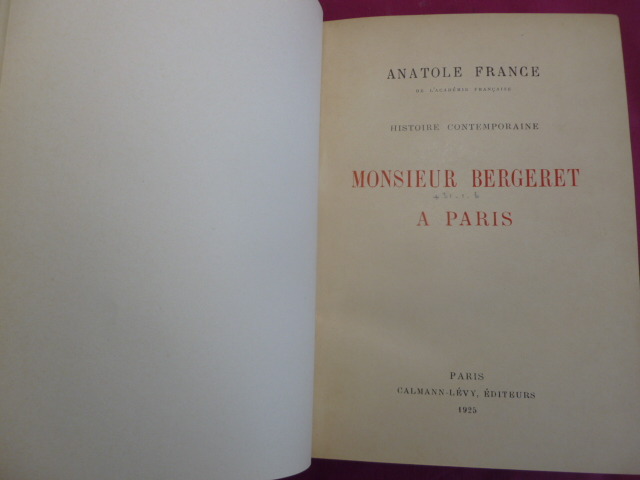 ANATOLE FRANCE
DE L'ACADÉMIE FRANÇAISE
HISTOIRE CONTEMPORAINE
MONSIEUR BERGERET
A PARIS
PARIS
CALMANN-LÉVY, ÉDITEURS
1925